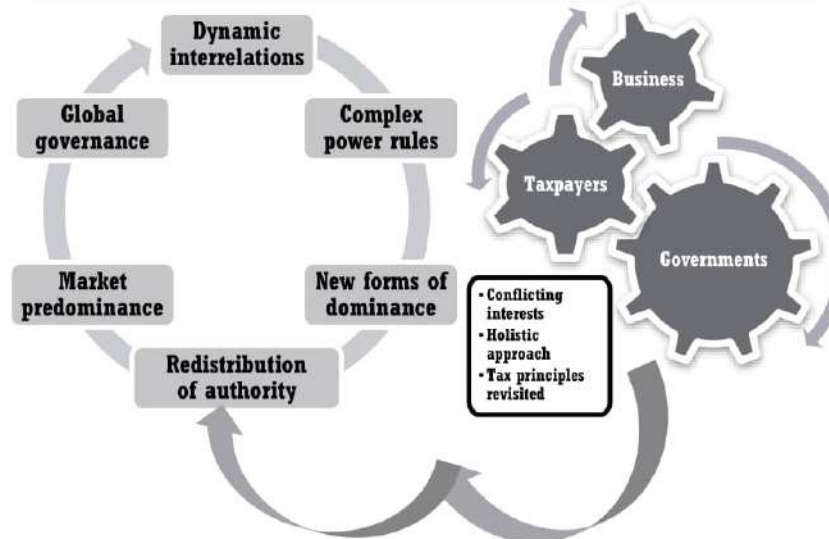 Dynamic
interrelations
Complex
power rules
New forms of
dominance
Redistribution
of authority
Market
predominance
Global
governance
Business
Taxpayers
Governments
• Conflicting
interests
• Holistic
approach
• Tax principles
revisited